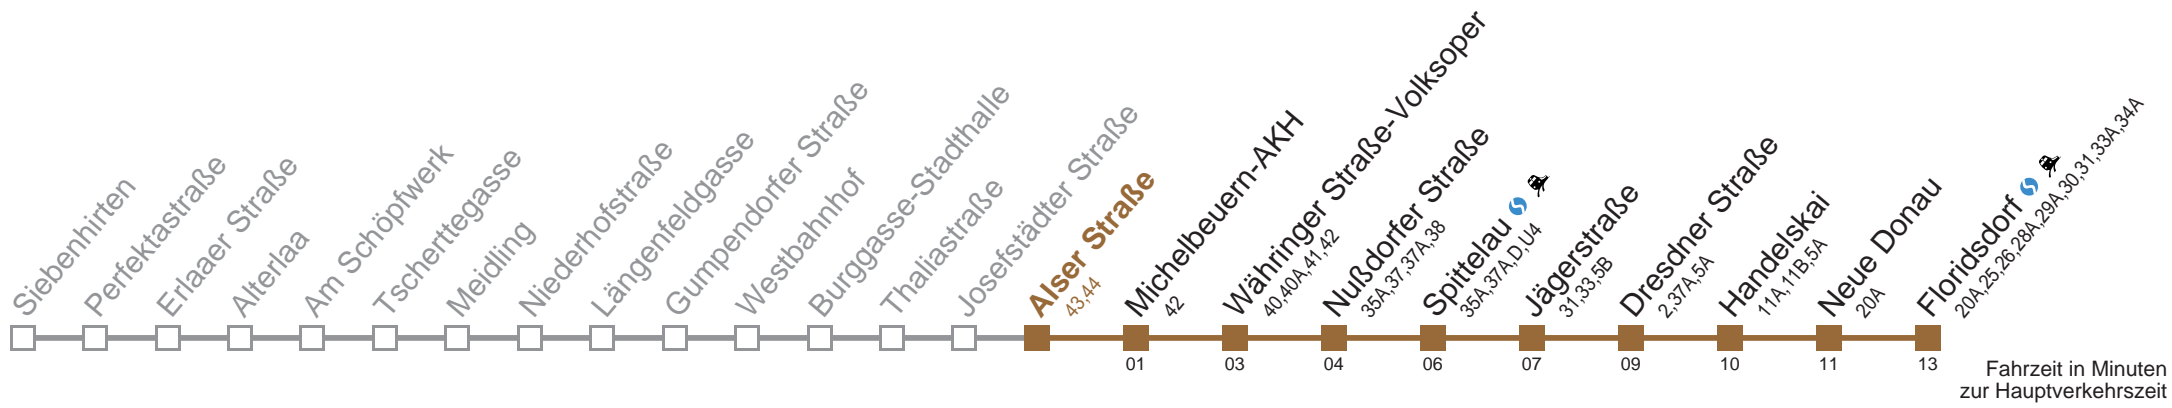 Siebenhirten
Perfektastraße
Erlaaer Straße
Alterlaa
Am Schöpfwerk
Tscherttegasse
Meidling
Niederhofstraße
Längenfeldgasse
Gumpendorfer Straße
Westbahnhof
Burggasse-Stadthalle
Thaliastraße
Josefstädter Straße
Alser Straße
43,44
Michelbeuern-AKH
42
Währinger Straße-Volksoper
40,40A,41,42
Nußdorfer Straße
35A,37,37A,38
Spittelau
35A,37A,D,U4
Jägerstraße
31,33,5B
Dresdner Straße
2,37A,5A
Handelskai
11A,11B,5A
Neue Donau
20A
Floridsdorf
20A,25,26,28A,29A,30,31,33A,34A
01 03 04 06 07 09 10 11 13
Fahrzeit in Minuten
zur Hauptverkehrszeit